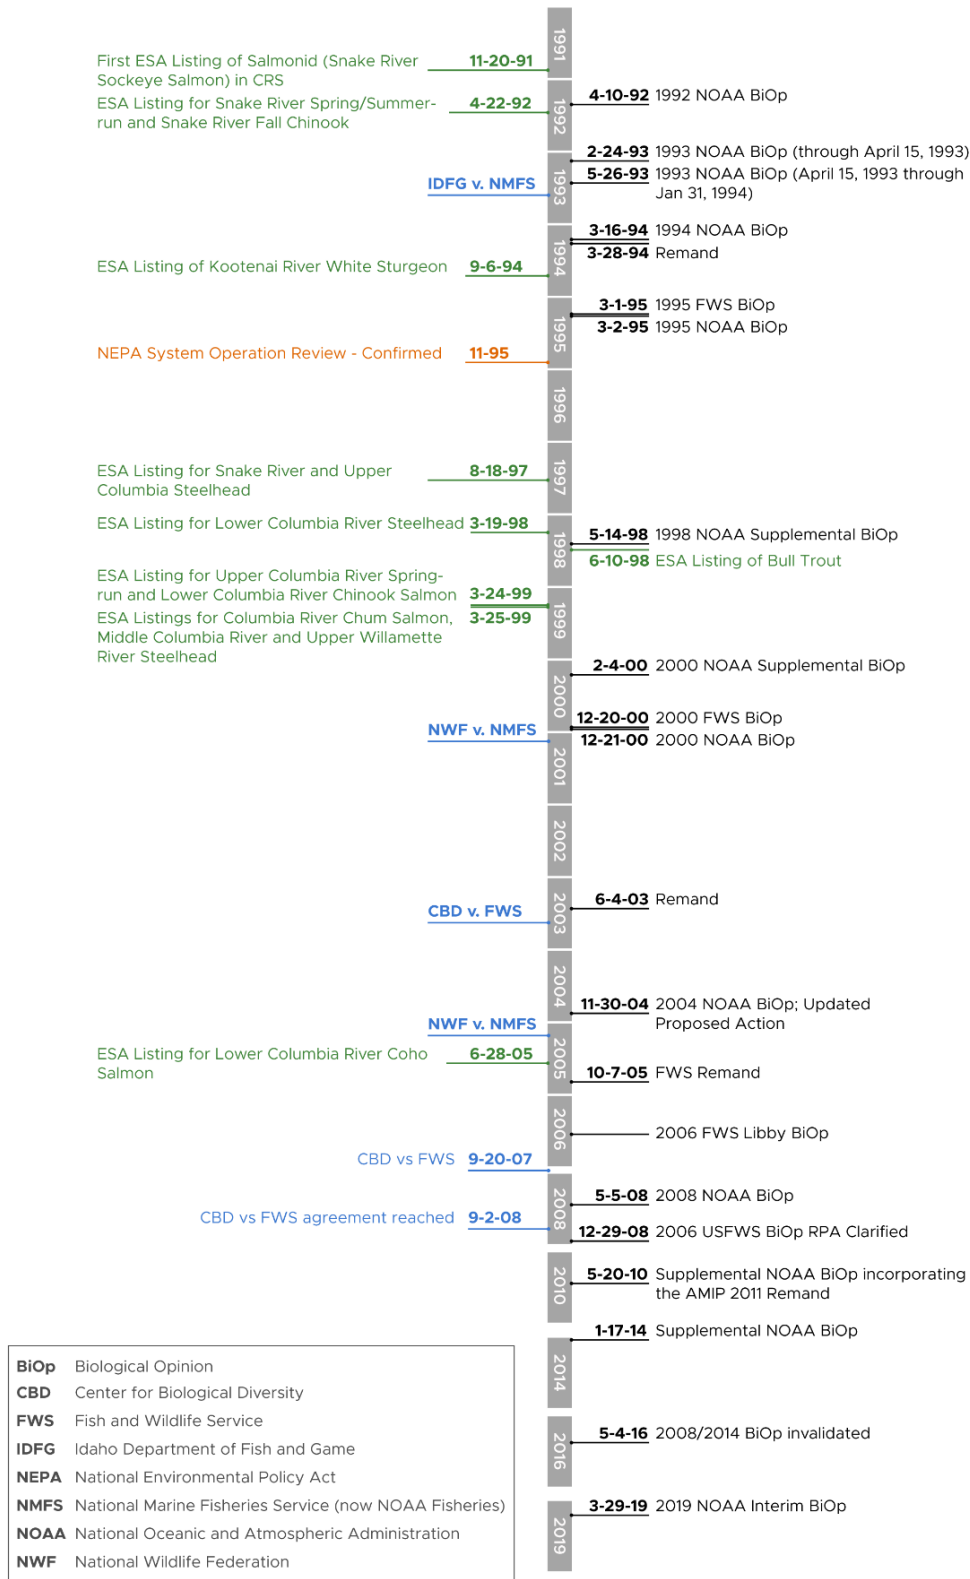 1991
First ESA Listing of Salmonid (Snake River 11-20-91
Sockeye Salmon) in CRS
4-10-92 1992 NOAA BiOp
ESA Listing for Snake River Spring/Summer- 4-22-92
run and Snake River Fall Chinook
1992
2-24-93 1993 NOAA BiOp (through April 15, 1993)
5-26-93 1993 NOAA BiOp (April 15, 1993 through
Jan 31, 1994)
IDFG v. NMFS
1993
3-16-94 1994 NOAA BiOp
3-28-94 Remand
1994
ESA Listing of Kootenai River White Sturgeon 9-6-94
3-1-95 1995 FWS BiOp
3-2-95 1995 NOAA BiOp
1995
NEPA System Operation Review - Confirmed 11-95
1996
ESA Listing for Snake River and Upper 8-18-97
Columbia Steelhead
1997
ESA Listing for Lower Columbia River Steelhead 3-19-98
5-14-98 1998 NOAA Supplemental BiOp
1998
6-10-98 ESA Listing of Bull Trout
ESA Listing for Upper Columbia River Spring-
run and Lower Columbia River Chinook Salmon 3-24-99
ESA Listings for Columbia River Chum Salmon, 3-25-99
Middle Columbia River and Upper Willamette
River Steelhead
1999
2-4-00 2000 NOAA Supplemental BiOp
2000
12-20-00 2000 FWS BiOp
NWF v. NMFS
12-21-00 2000 NOAA BiOp
2001
2002
6-4-03 Remand
CBD v. FWS
2003
2004
11-30-04 2004 NOAA BiOp; Updated
Proposed Action
NWF v. NMFS
ESA Listing for Lower Columbia River Coho 6-28-05
Salmon
2005
10-7-05 FWS Remand
2006
2006 FWS Libby BiOp
CBD vs FWS 9-20-07
5-5-08 2008 NOAA BiOp
2008
CBD vs FWS agreement reached 9-2-08
12-29-08 2006 USFWS BiOp RPA Clarified
5-20-10 Supplemental NOAA BiOp incorporating
the AMIP 2011 Remand
2010
1-17-14 Supplemental NOAA BiOp
2014
5-4-16 2008/2014 BiOp invalidated
2016
3-29-19 2019 NOAA Interim BiOp
2019
BiOp Biological Opinion
CBD Center for Biological Diversity
FWS Fish and Wildlife Service
IDFG Idaho Department of Fish and Game
NEPA National Environmental Policy Act
NMFS National Marine Fisheries Service (now NOAA Fisheries)
NOAA National Oceanic and Atmospheric Administration
NWF National Wildlife Federation